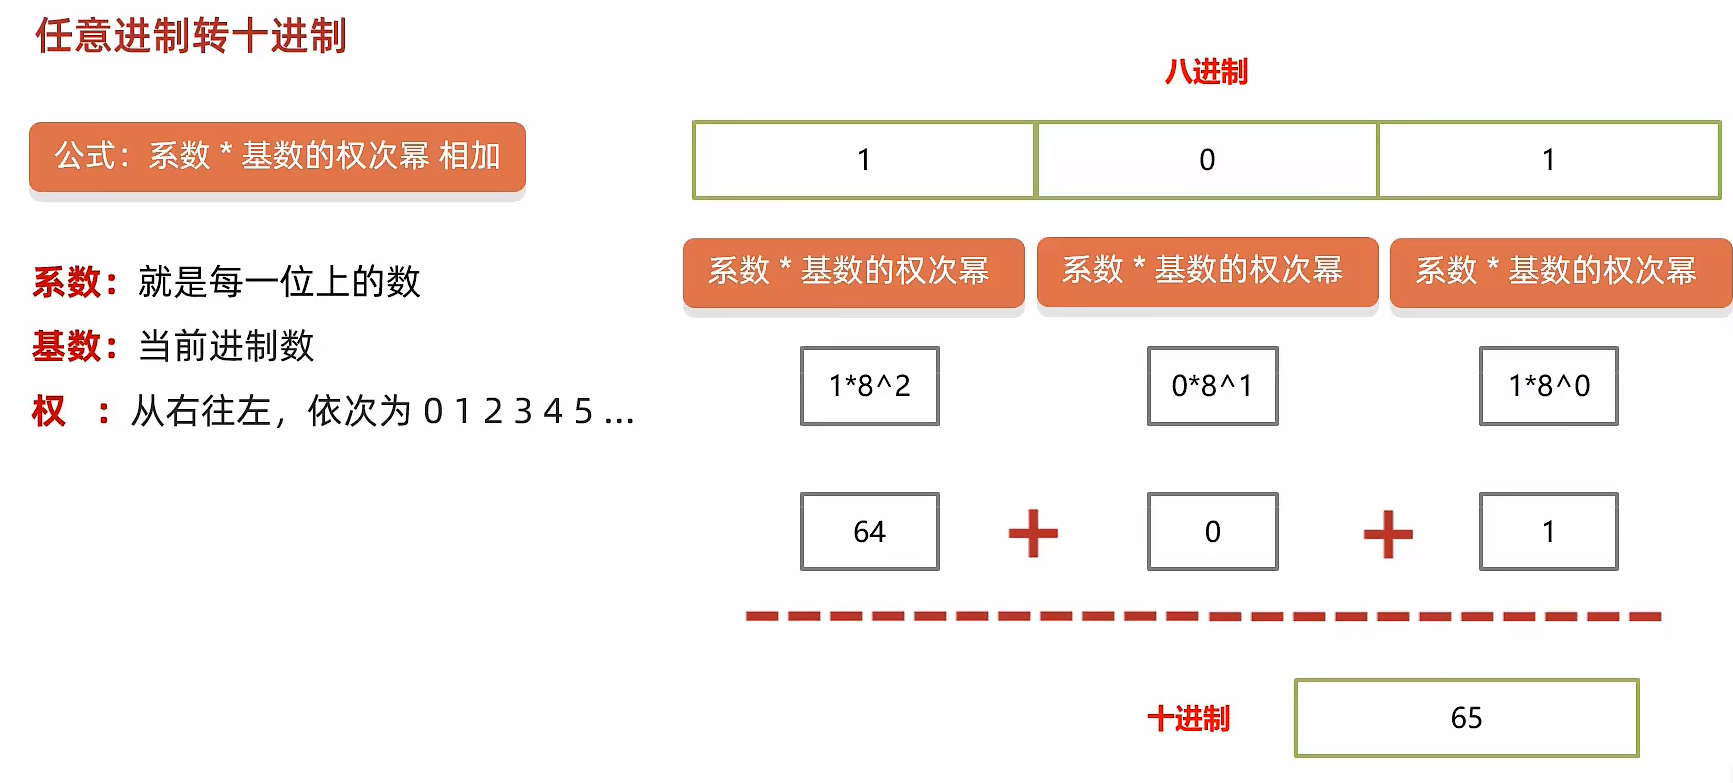 任意进制转十进制
公式：系数 * 基数的权次幂 相加
系数：就是每一位上的数
基数：当前进制数
权 ：从右往左，依次为 0 1 2 3 4 5 ...
八进制
1 0 1
系数 * 基数的权次幂 系数 * 基数的权次幂 系数 * 基数的权次幂
1*8^2 0*8^1 1*8^0
64 + 0 + 1
十进制 65